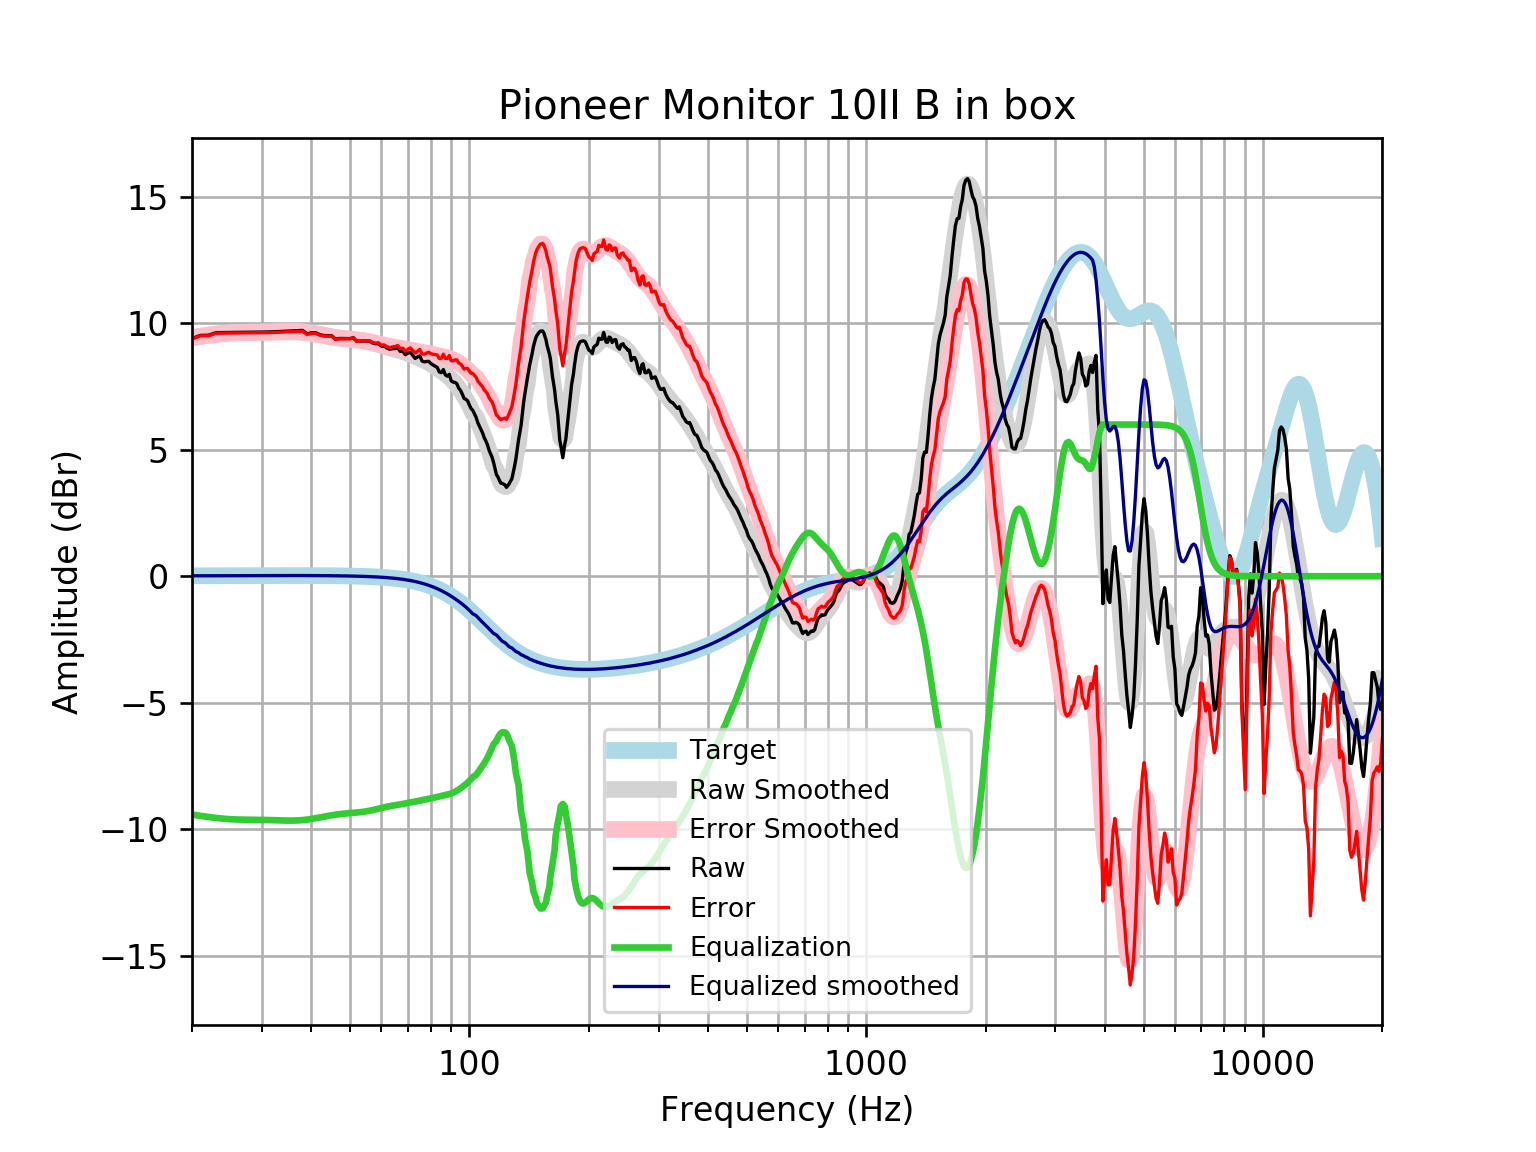 Pioneer Monitor 10II B in box
Amplitude (dBr)
15
10
5
0
−5
−10
−15
Target
Raw Smoothed
Error Smoothed
Raw
Error
Equalization
Equalized smoothed
100
1000
10000
Frequency (Hz)